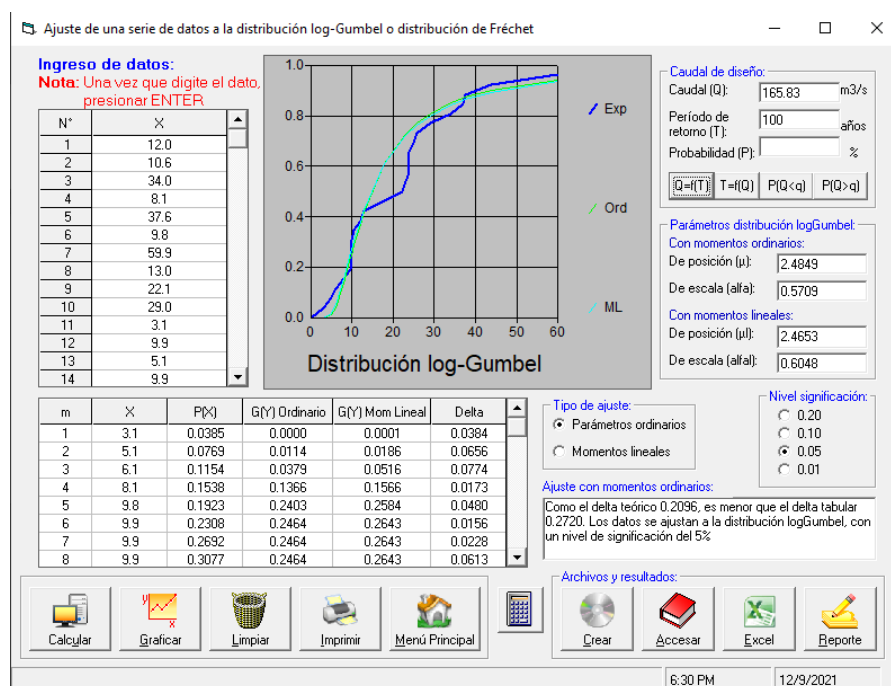 Ajuste de una serie de datos a la distribución log-Gumbel o distribución de Fréchet
Ingreso de datos:
Nota: Una vez que digite el dato,
presionar ENTER
N° X
1 12.0
2 10.6
3 34.0
4 8.1
5 37.6
6 9.8
7 59.9
8 13.0
9 22.1
10 29.0
11 3.1
12 9.9
13 5.1
14 9.9
1.0
0.8
0.6
0.4
0.2
0.0
0 10 20 30 40 50 60
Distribución log-Gumbel
Exp
Ord
ML
Caudal de diseño:
Caudal (Q): 165.83 m3/s
Período de
retorno (T): 100 años
Probabilidad (P): %
Q=f(T) T=f(Q) P(Q<q) P(Q>q)
Parámetros distribución logGumbel:
Con momentos ordinarios:
De posición (µ): 2.4849
De escala (alfa): 0.5709
Con momentos lineales:
De posición (µl): 2.4653
De escala (alfal): 0.6048
m X P(X) G(Y) Ordinario G(Y) Mom Lineal Delta
1 3.1 0.0385 0.0000 0.0001 0.0384
2 5.1 0.0769 0.0114 0.0186 0.0656
3 6.1 0.1154 0.0379 0.0516 0.0774
4 8.1 0.1538 0.1366 0.1566 0.0173
5 9.8 0.1923 0.2403 0.2584 0.0480
6 9.9 0.2308 0.2464 0.2643 0.0156
7 9.9 0.2692 0.2464 0.2643 0.0228
8 9.9 0.3077 0.2464 0.2643 0.0613
Tipo de ajuste:
Parámetros ordinarios
Momentos lineales
Nivel significación:
0.20
0.10
0.05
0.01
Ajuste con momentos ordinarios:
Como el delta teórico 0.2096, es menor que el delta tabular
0.2720. Los datos se ajustan a la distribución logGumbel, con
un nivel de significación del 5%
Calcular
Graficar
Limpiar
Imprimir
Menú Principal
Archivos y resultados:
Crear
Accesar
Excel
Reporte
6:30 PM 12/9/2021